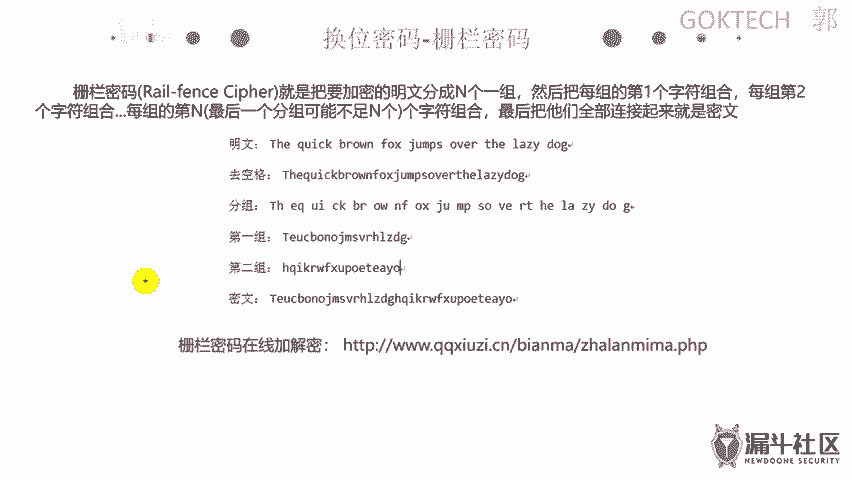 GOKTECH 郭
换位密码-栅栏密码
栅栏密码(Rail-fence Cipher)就是把要加密的明文分成N个一组，然后把每组的第1个字符组合，每组第2
个字符组合...每组的第N(最后一个分组可能不足N个)个字符组合，最后把他们全部连接起来就是密文
明文： The quick brown fox jumps over the lazy dog
去空格： Thequickbrownfoxjumpsoverthelazydog
分组： Th eq ui ck br ow nf ox ju mp so ve rt he la zy do g
第一组： Teucbonojmsvrhlzdg
第二组： hqikrwfxupoeteayo
密文： Teucbonojmsvrhlzdghqikrwfxupoeteayo
栅栏密码在线加解密： http://www.qqxiuzi.cn/bianma/zhalanmima.php
漏斗社区
NEWDOONE SECURITY